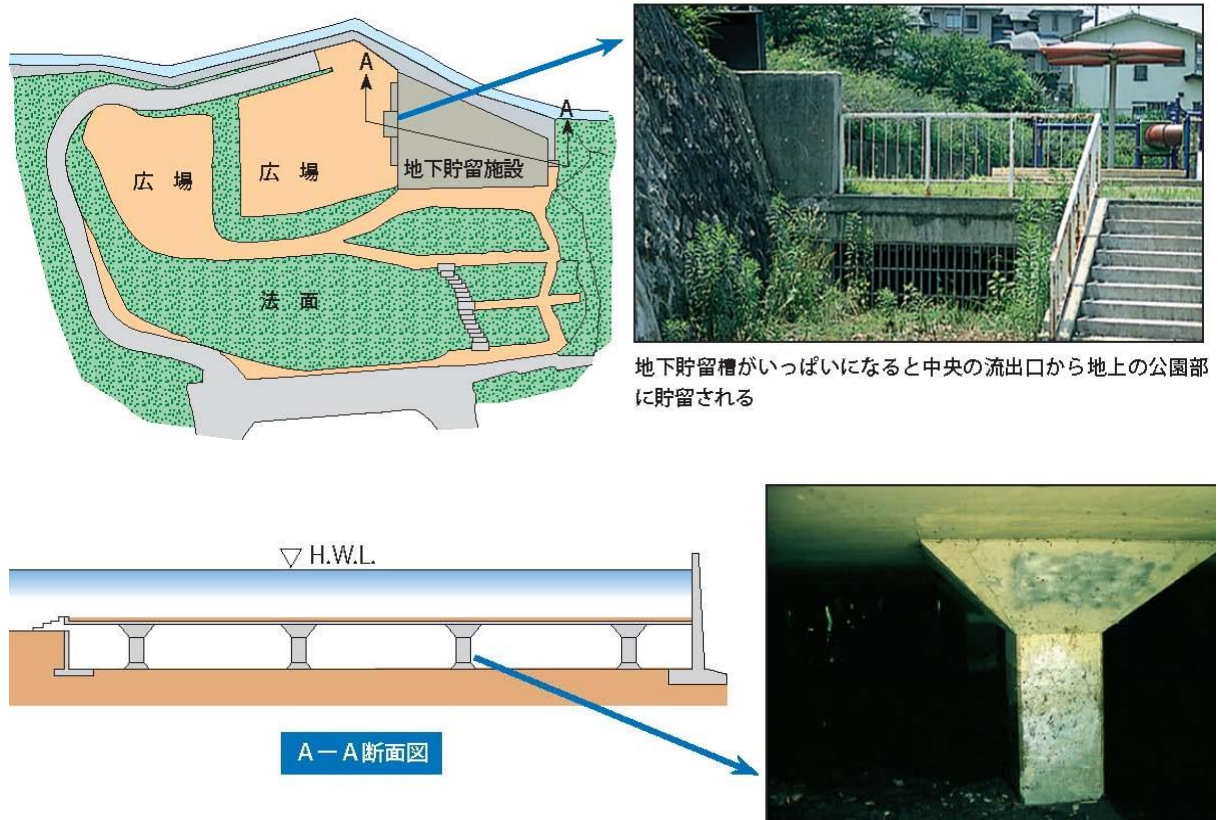 A
A
広 場
広 場
地下貯留施設
法 面
地下貯留槽がいっぱいになると中央の流出口から地上の公園部
に貯留される
▽ H.W.L.
A－A断面図